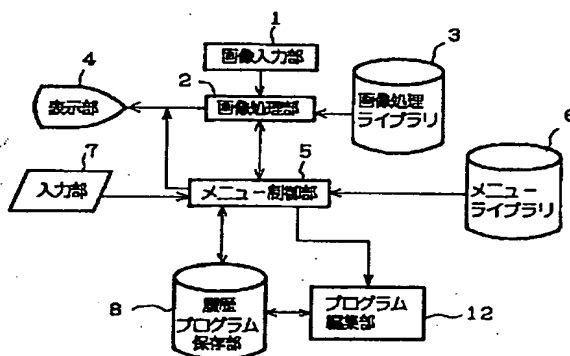 1
画像入力部
3
4
2
表示部
画像処理部
画像処理
ライブラリ
6
7
5
入力部
メニュー制御部
メニュー
ライブラリ
8
履歴
プログラム
保存部
プログラム
編集部
12